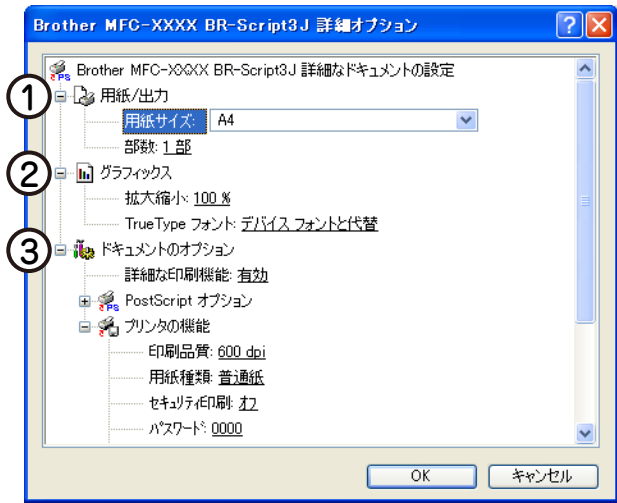 Brother MFC-XXXX BR-Script3J 詳細オプション
Brother MFC-XXXX BR-Script3J 詳細なドキュメントの設定
① 用紙/出力
用紙サイズ: A4
部数: 1 部
② グラフィックス
拡大縮小: 100 %
TrueType フォント: デバイス フォントと代替
③ ドキュメントのオプション
詳細な印刷機能: 有効
PostScript オプション
プリンタの機能
印刷品質: 600 dpi
用紙種類: 普通紙
セキュリティ印刷: オフ
パスワード: 0000
OK キャンセル